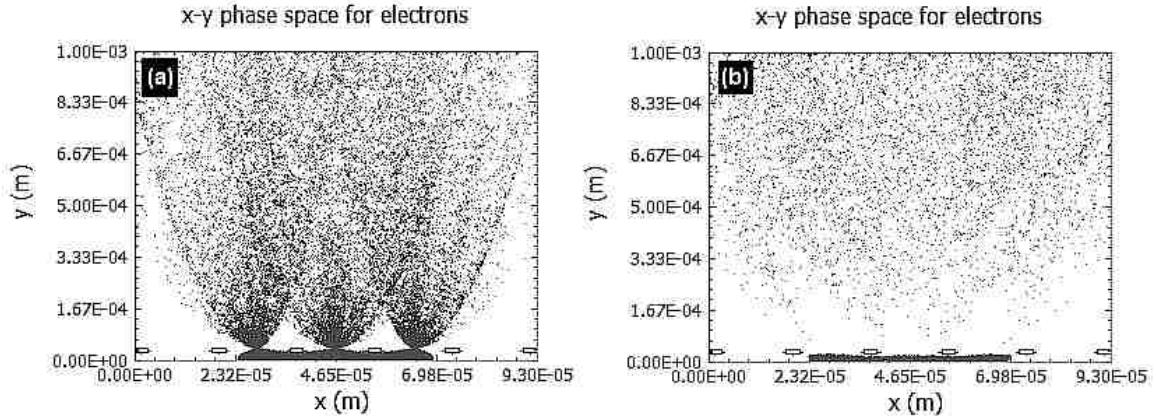 x-y phase space for electrons
(a)
y (m)
1.00E-03
8.33E-04
6.67E-04
5.00E-04
3.33E-04
1.67E-04
0.00E+00
0.00E+00 2.32E-05 4.65E-05 6.98E-05 9.30E-05
x (m)
x-y phase space for electrons
(b)
y (m)
1.00E-03
8.33E-04
6.67E-04
5.00E-04
3.33E-04
1.67E-04
0.00E+00
0.00E+00 2.32E-05 4.65E-05 6.98E-05 9.30E-05
x (m)